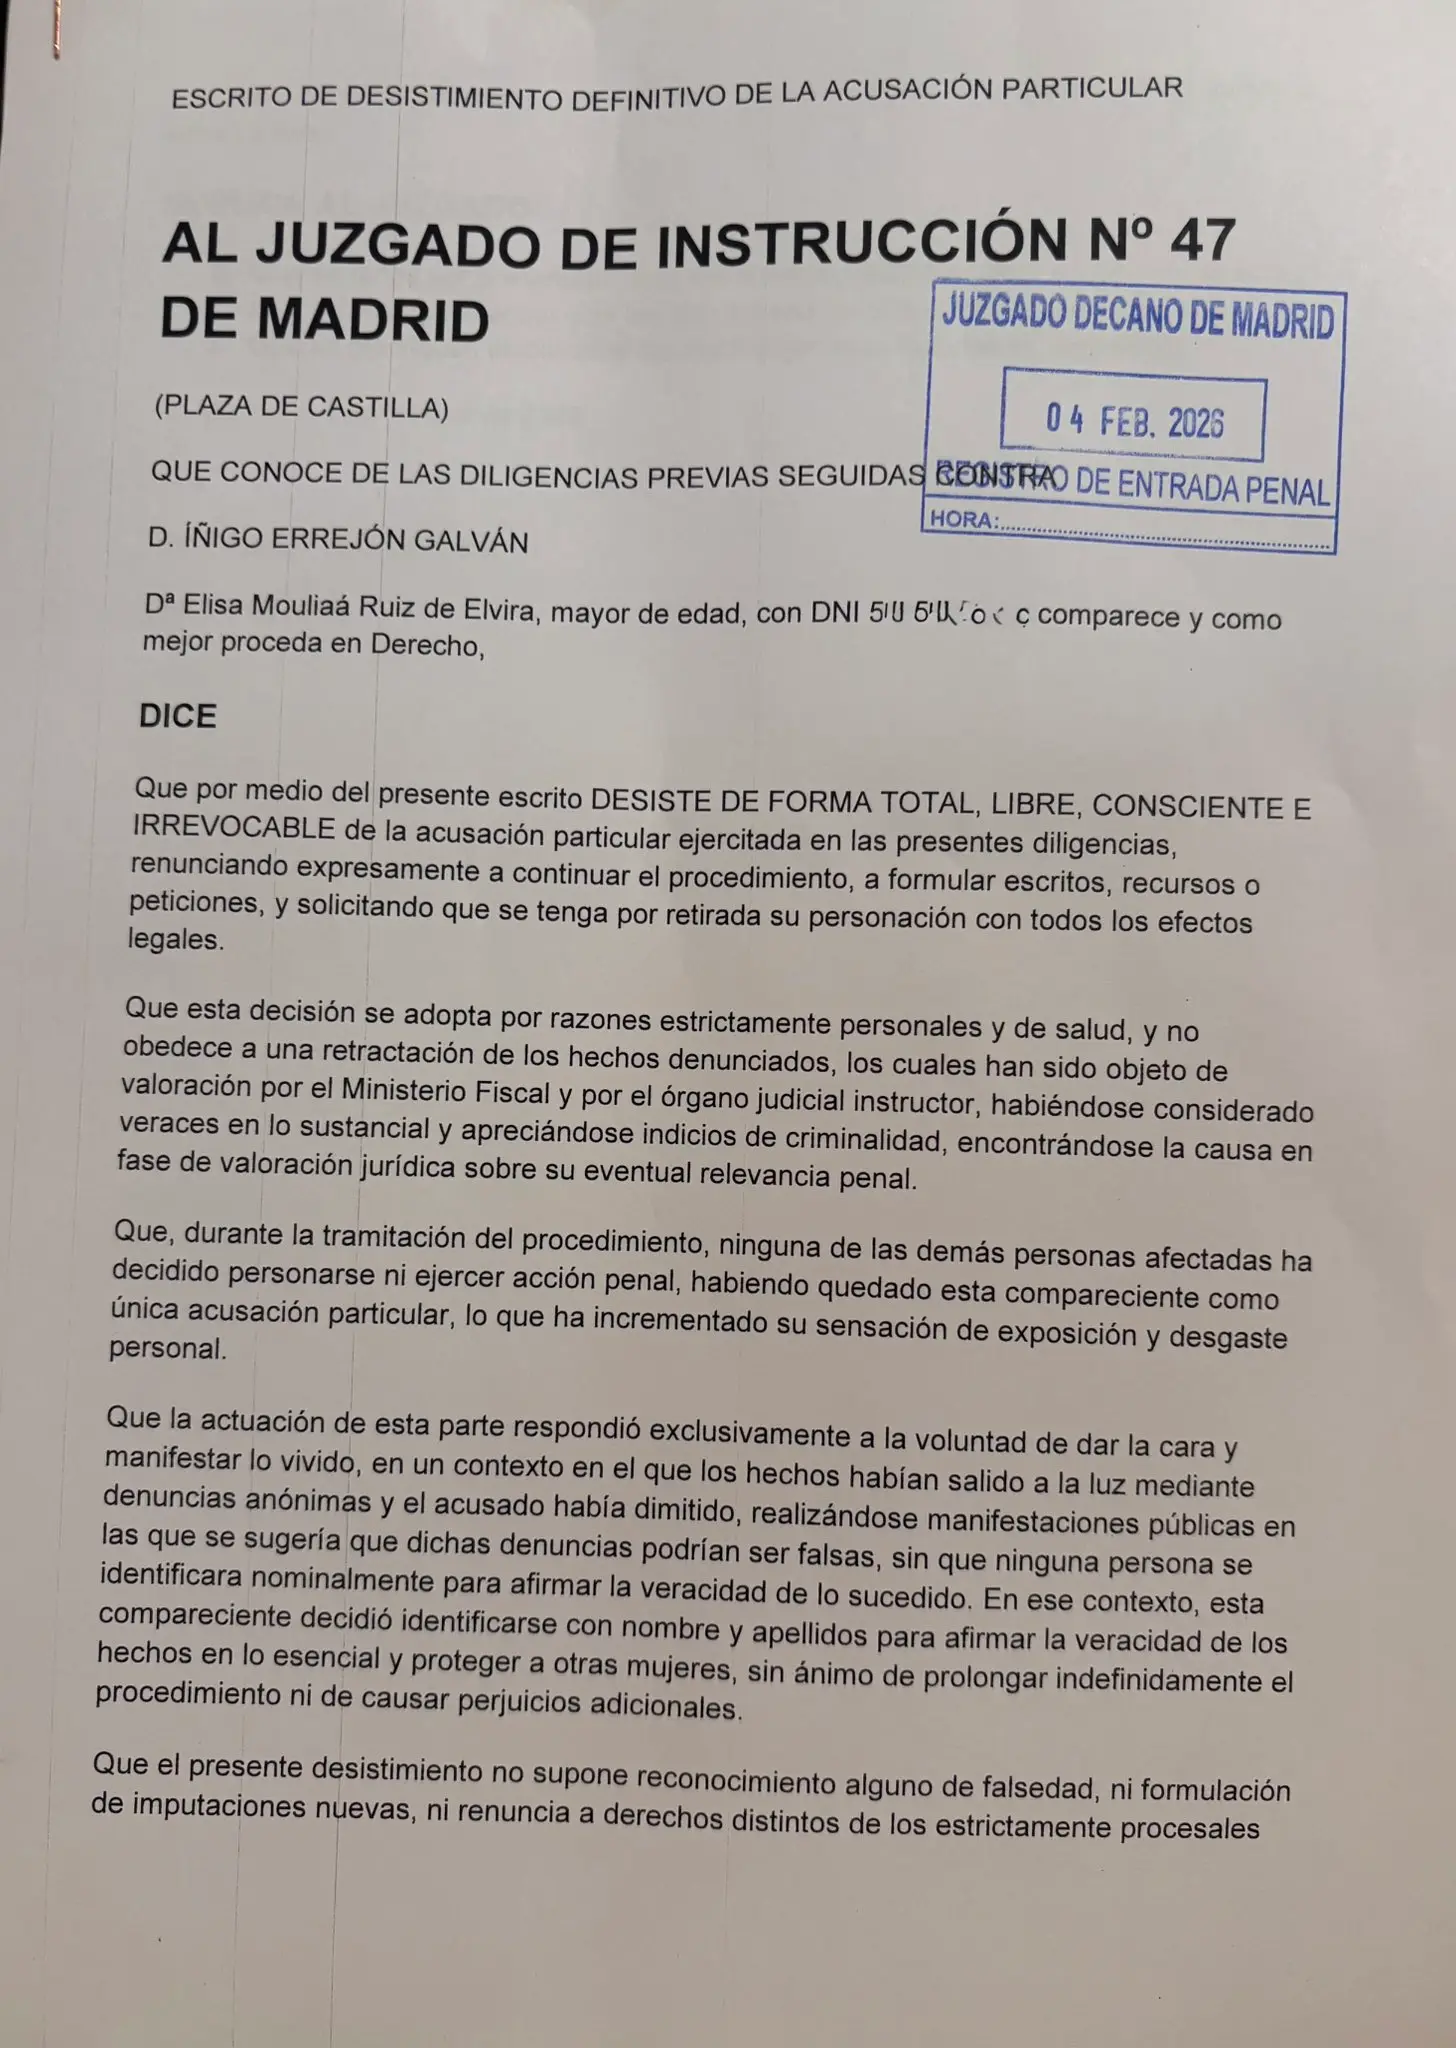 ESCRITO DE DESISTIMIENTO DEFINITIVO DE LA ACUSACIÓN PARTICULAR
AL JUZGADO DE INSTRUCCIÓN Nº 47
DE MADRID
JUZGADO DECANO DE MADRID
04 FEB. 2026
REGISTRO DE ENTRADA PENAL
HORA:
(PLAZA DE CASTILLA)
QUE CONOCE DE LAS DILIGENCIAS PREVIAS SEGUIDAS CONTRA
D. ÍÑIGO ERREJÓN GALVÁN
Dª Elisa Mouliaá Ruiz de Elvira, mayor de edad, con DNI comparece y como
mejor proceda en Derecho,
DICE
Que por medio del presente escrito DESISTE DE FORMA TOTAL, LIBRE, CONSCIENTE E
IRREVOCABLE de la acusación particular ejercitada en las presentes diligencias,
renunciando expresamente a continuar el procedimiento, a formular escritos, recursos o
peticiones, y solicitando que se tenga por retirada su personación con todos los efectos
legales.
Que esta decisión se adopta por razones estrictamente personales y de salud, y no
obedece a una retractación de los hechos denunciados, los cuales han sido objeto de
valoración por el Ministerio Fiscal y por el órgano judicial instructor, habiéndose considerado
veraces en lo sustancial y apreciándose indicios de criminalidad, encontrándose la causa en
fase de valoración jurídica sobre su eventual relevancia penal.
Que, durante la tramitación del procedimiento, ninguna de las demás personas afectadas ha
decidido personarse ni ejercer acción penal, habiendo quedado esta compareciente como
única acusación particular, lo que ha incrementado su sensación de exposición y desgaste
personal.
Que la actuación de esta parte respondió exclusivamente a la voluntad de dar la cara y
manifestar lo vivido, en un contexto en el que los hechos habían salido a la luz mediante
denuncias anónimas y el acusado había dimitido, realizándose manifestaciones públicas en
las que se sugería que dichas denuncias podrían ser falsas, sin que ninguna persona se
identificara nominalmente para afirmar la veracidad de lo sucedido. En ese contexto, esta
compareciente decidió identificarse con nombre y apellidos para afirmar la veracidad de los
hechos en lo esencial y proteger a otras mujeres, sin ánimo de prolongar indefinidamente el
procedimiento ni de causar perjuicios adicionales.
Que el presente desistimiento no supone reconocimiento alguno de falsedad, ni formulación
de imputaciones nuevas, ni renuncia a derechos distintos de los estrictamente procesales